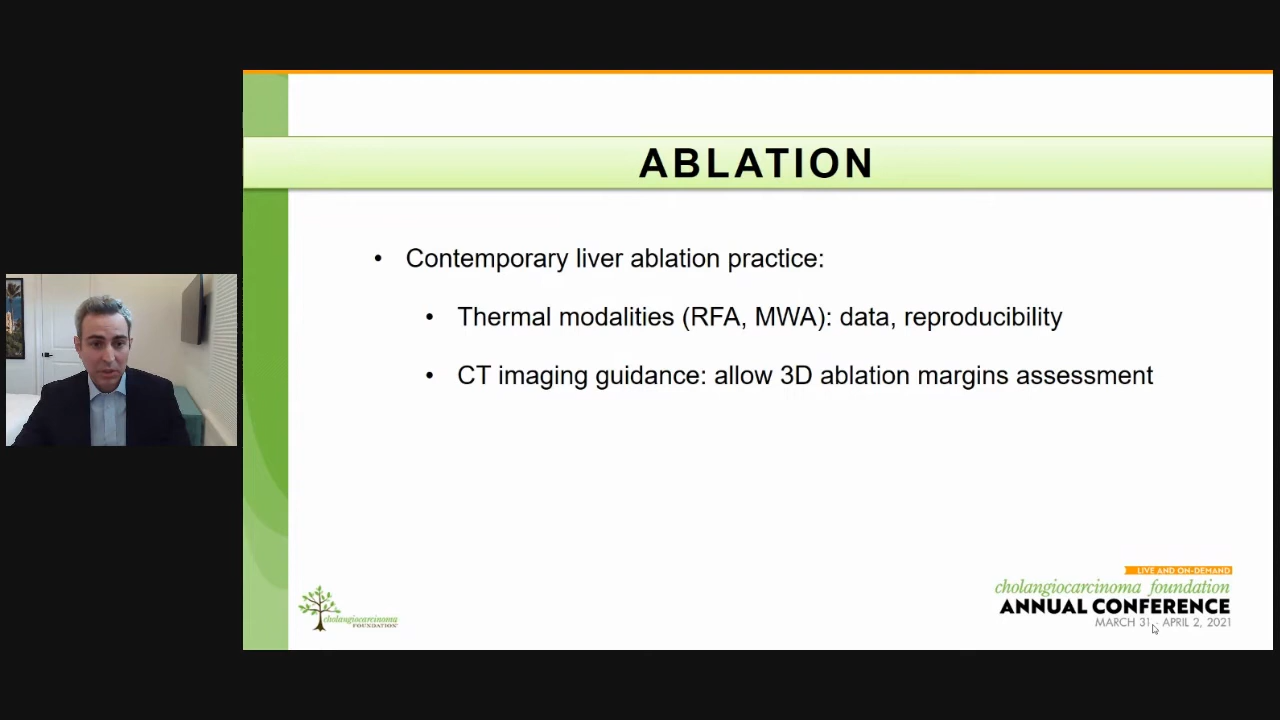 ABLATION
• Contemporary liver ablation practice:
• Thermal modalities (RFA, MWA): data, reproducibility
• CT imaging guidance: allow 3D ablation margins assessment
LIVE AND ON-DEMAND
cholangiocarcinoma foundation
ANNUAL CONFERENCE
MARCH 31 - APRIL 2, 2021
cholangiocarcinoma
FOUNDATION